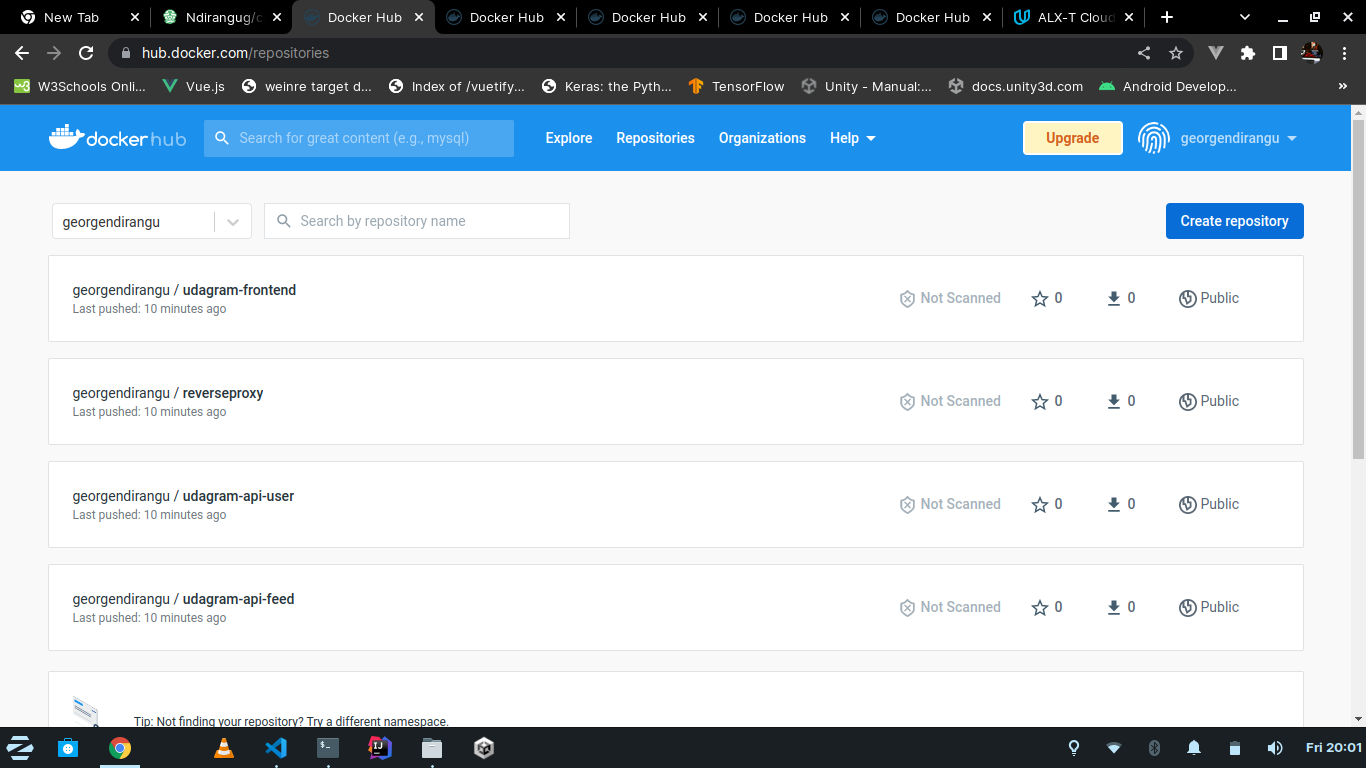 New Tab
Ndirangug/c
Docker Hub
Docker Hub
Docker Hub
Docker Hub
Docker Hub
ALX-T Cloud
hub.docker.com/repositories
W3Schools Onli...
Vue.js
weinre target d...
Index of /vuetify...
Keras: the Pyth...
TensorFlow
Unity - Manual:...
docs.unity3d.com
Android Develop...
»
dockerhub
Search for great content (e.g., mysql)
Explore
Repositories
Organizations
Help
Upgrade
georgendirangu
georgendirangu
Search by repository name
Create repository
georgendirangu / udagram-frontend
Last pushed: 10 minutes ago
Not Scanned
0
0
Public
georgendirangu / reverseproxy
Last pushed: 10 minutes ago
Not Scanned
0
0
Public
georgendirangu / udagram-api-user
Last pushed: 10 minutes ago
Not Scanned
0
0
Public
georgendirangu / udagram-api-feed
Last pushed: 10 minutes ago
Not Scanned
0
0
Public
Tip: Not finding your repository? Try a different namespace.
Fri 20:01